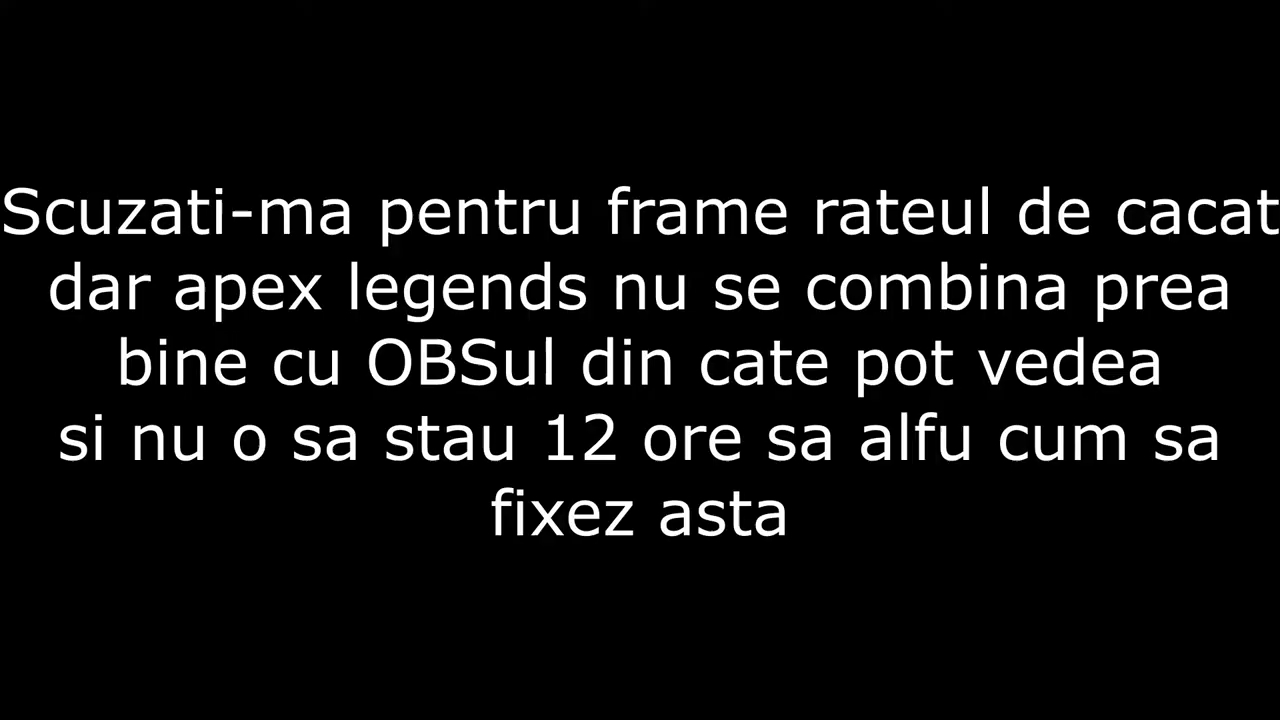 Scuzati-ma pentru frame rateul de cacat
dar apex legends nu se combina prea
bine cu OBSul din cate pot vedea
si nu o sa stau 12 ore sa alfu cum sa
fixez asta